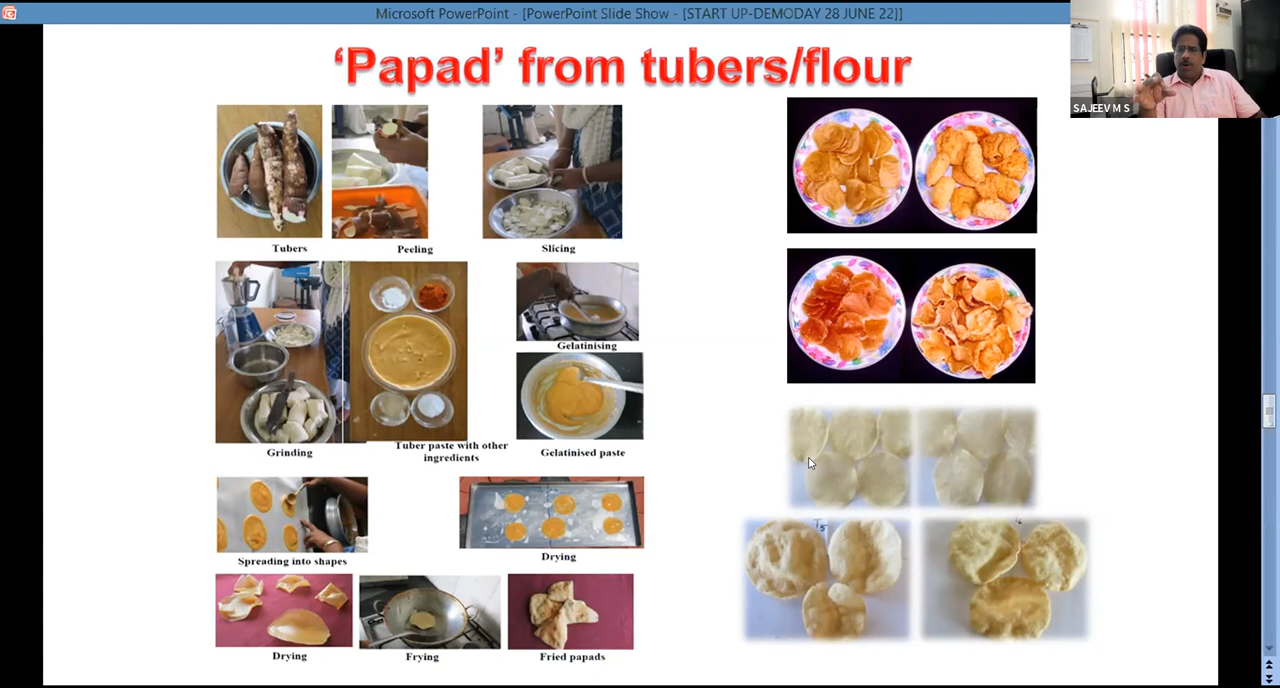 Microsoft PowerPoint - [PowerPoint Slide Show - [START UP-DEMODAY 28 JUNE 22]]
SAJEEV M S
‘Papad’ from tubers/flour
Tubers
Peeling
Slicing
Gelatinising
Grinding
Tuber paste with other
ingredients
Gelatinised paste
Spreading into shapes
Drying
Drying
Frying
Fried papads